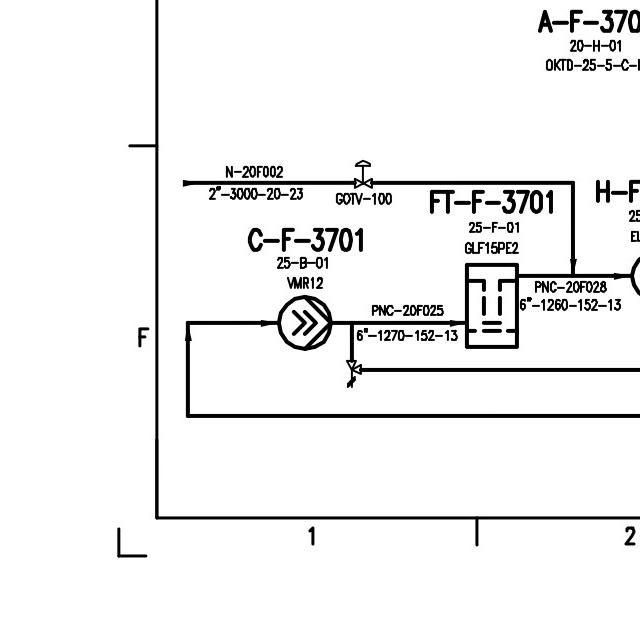 A-F-370
20-H-01
OKTD-25-5-C-
N-20F002
2"-3000-20-23
GOTV-100
FT-F-3701
25-F-01
GLF15PE2
H-F
25
EL
C-F-3701
25-B-01
VMR12
PNC-20F028
6"-1260-152-13
PNC-20F025
6"-1270-152-13
F
1
2